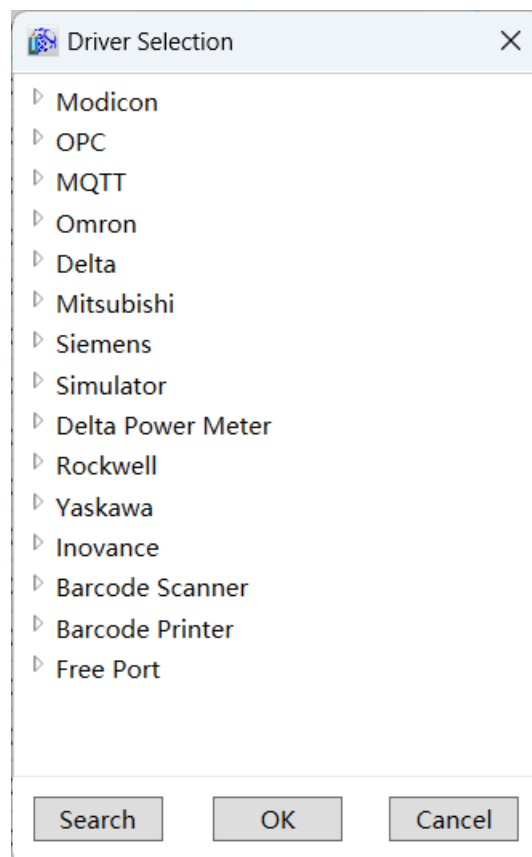 Driver Selection
Modicon
OPC
MQTT
Omron
Delta
Mitsubishi
Siemens
Simulator
Delta Power Meter
Rockwell
Yaskawa
Inovance
Barcode Scanner
Barcode Printer
Free Port
Search OK Cancel